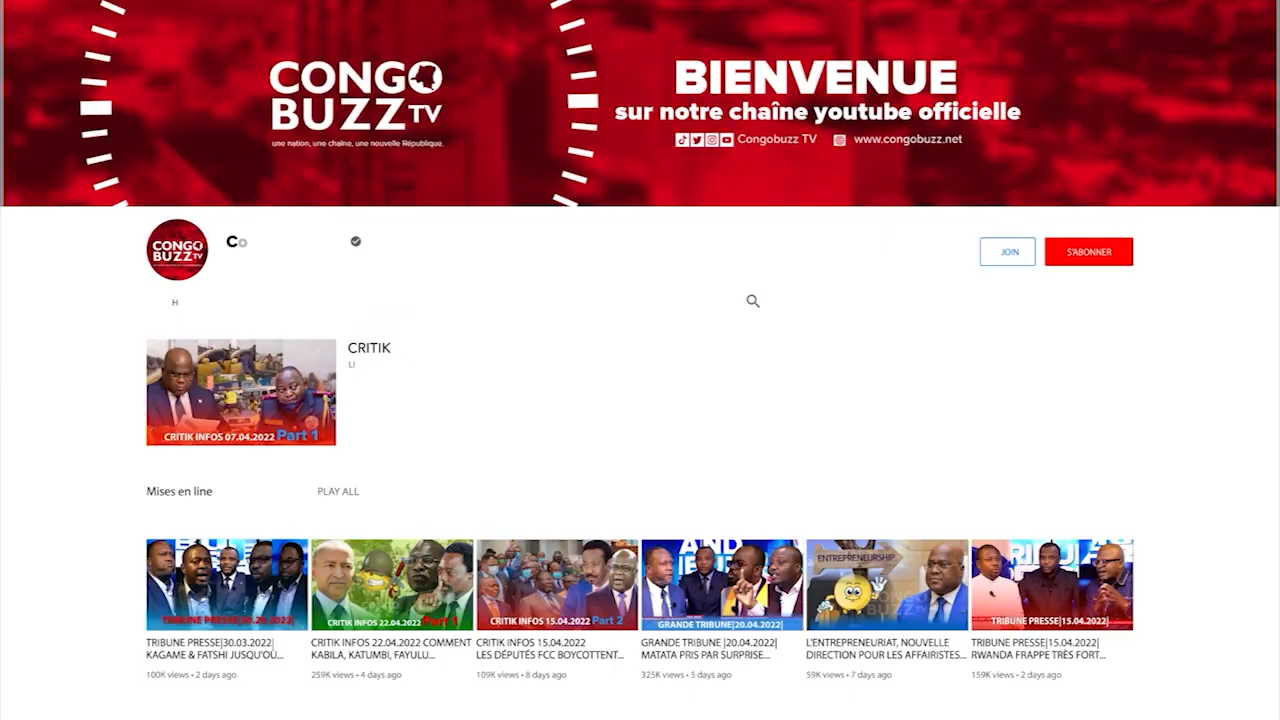 CONGO
BUZZ TV
une nation, une chaîne, une nouvelle République.
BIENVENUE
sur notre chaîne youtube officielle
Congobuzz TV www.congobuzz.net
CONGO
BUZZ TV
Co
JOIN
S'ABONNER
H
CRITIK INFOS 07.04.2022 Part 1
CRITIK
LI
Mises en line
PLAY ALL
CRITIK INFOS 22.04.2022 Part 1
CRITIK INFOS 15.04.2022 Part 2
GRANDE TRIBUNE|20.04.2022|
ENTREPRENEURSHIP
TRIBUNE PRESSE|15.04.2022|
TRIBUNE PRESSE|30.03.2022|
KAGAME & FATSHI JUSQU'OÙ...
100K views • 2 days ago
CRITIK INFOS 22.04.2022 COMMENT
KABILA, KATUMBI, FAYULU...
259K views • 4 days ago
CRITIK INFOS 15.04.2022
LES DÉPUTÉS FCC BOYCOTTENT...
109K views • 8 days ago
GRANDE TRIBUNE |20.04.2022|
MATATA PRIS PAR SURPRISE...
325K views • 5 days ago
L'ENTREPRENEURIAT, NOUVELLE
DIRECTION POUR LES AFFAIRISTES...
59K views • 7 days ago
TRIBUNE PRESSE|15.04.2022|
RWANDA FRAPPE TRÈS FORT...
159K views • 2 days ago